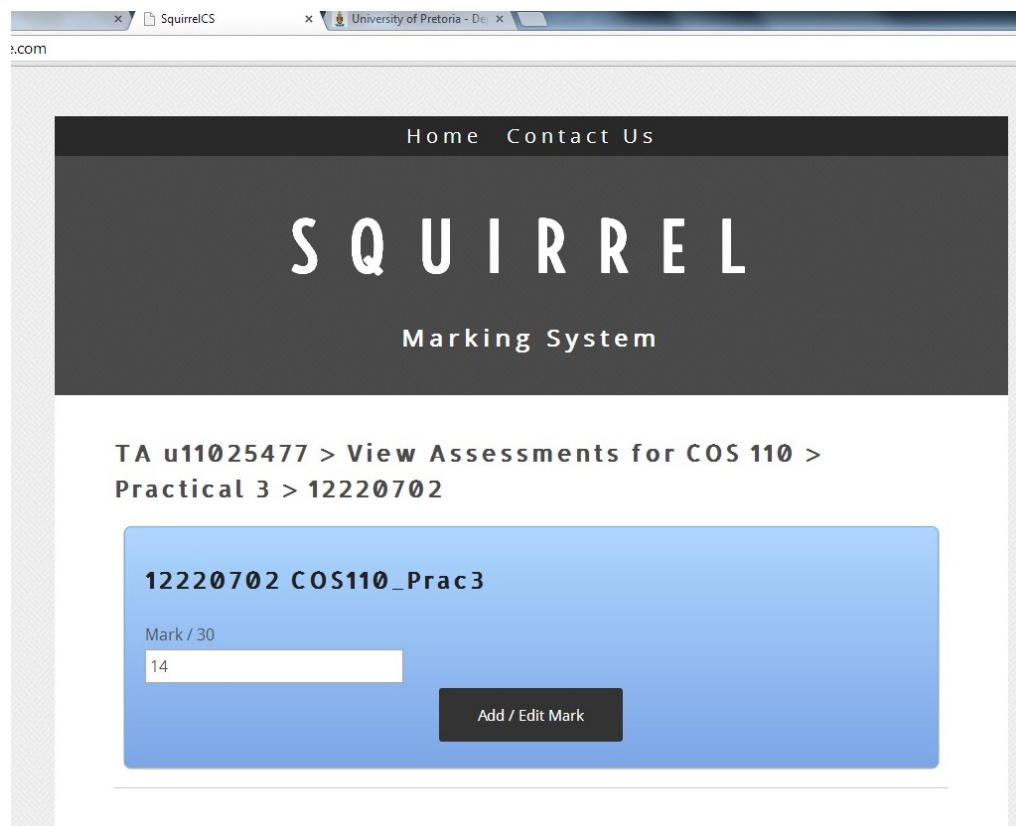 SquirrelCS
University of Pretoria - De
e.com
Home Contact Us
SQUIRREL
Marking System
TA u11025477 > View Assessments for COS 110 >
Practical 3 > 12220702
12220702 COS110_Prac3
Mark / 30
14
Add / Edit Mark